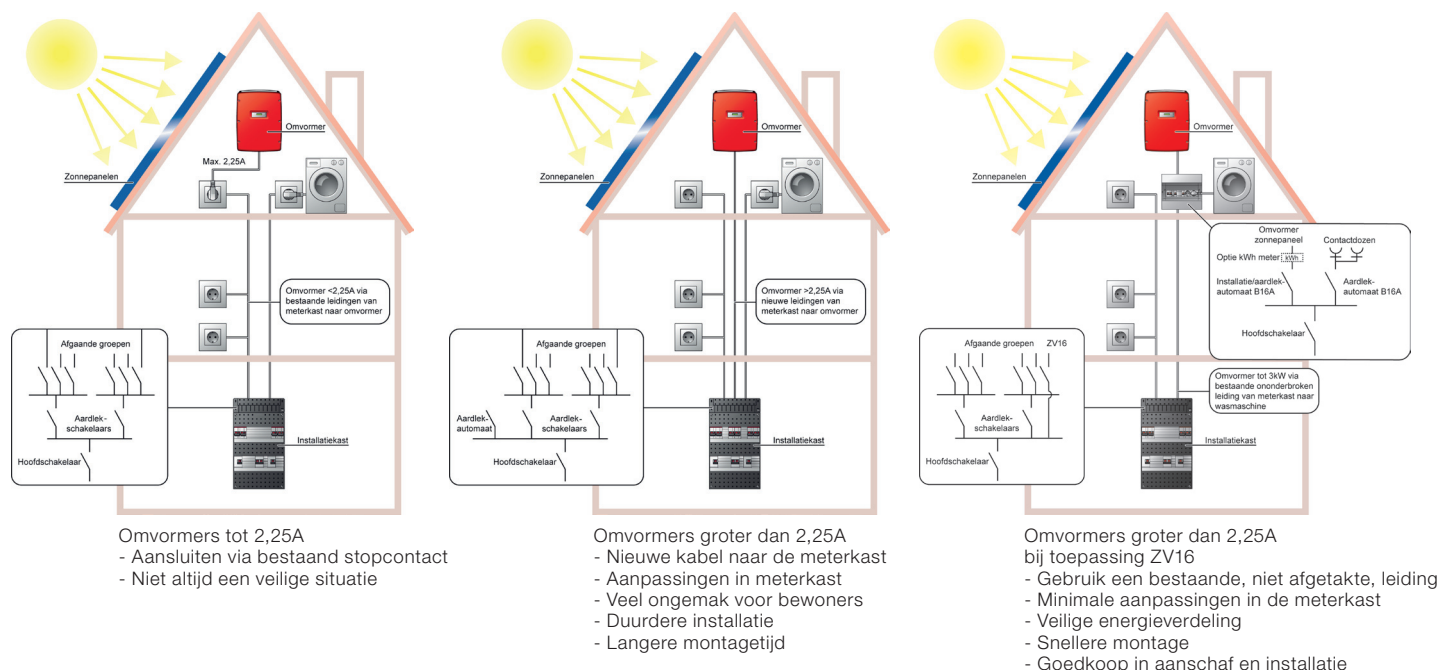 Omvormer
Max. 2,25A
Zonnepanelen
Omvormer <2,25A via
bestaande leidingen van
meterkast naar omvormer
Afgaande groepen
Aardlek-
schakelaars
Hoofdschakelaar
Installatiekast
Omvormers tot 2,25A
- Aansluiten via bestaand stopcontact
- Niet altijd een veilige situatie
Omvormer
Zonnepanelen
Omvormer >2,25A via
nieuwe leidingen van
meterkast naar omvormer
Afgaande groepen
Aardlek-
automaat
Aardlek-
schakelaars
Hoofdschakelaar
Installatiekast
Omvormers groter dan 2,25A
- Nieuwe kabel naar de meterkast
- Aanpassingen in meterkast
- Veel ongemak voor bewoners
- Duurdere installatie
- Langere montagetijd
Omvormer
Zonnepanelen
Omvormer
zonnepaneel
Contactdozen
Optie kWh meter
kWh
Installatie/aardlek-
automaat B16A
Aardlek-
automaat B16A
Hoofdschakelaar
Afgaande groepen
ZV16
Aardlek-
schakelaars
Hoofdschakelaar
Omvormer tot 3kW via
bestaande ononderbroken
leiding van meterkast naar
wasmachine
Installatiekast
Omvormers groter dan 2,25A
bij toepassing ZV16
- Gebruik een bestaande, niet afgetakte, leiding
- Minimale aanpassingen in de meterkast
- Veilige energieverdeling
- Snellere montage
- Goedkoop in aanschaf en installatie